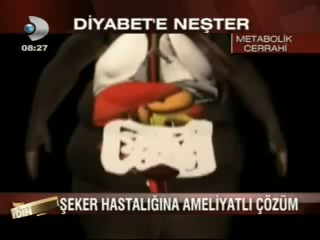 DİYABET'E NEŞTER
METABOLİK
CERRAHİ
D
08:27
ŞEKER HASTALIĞINA AMELİYATLI ÇÖZÜM